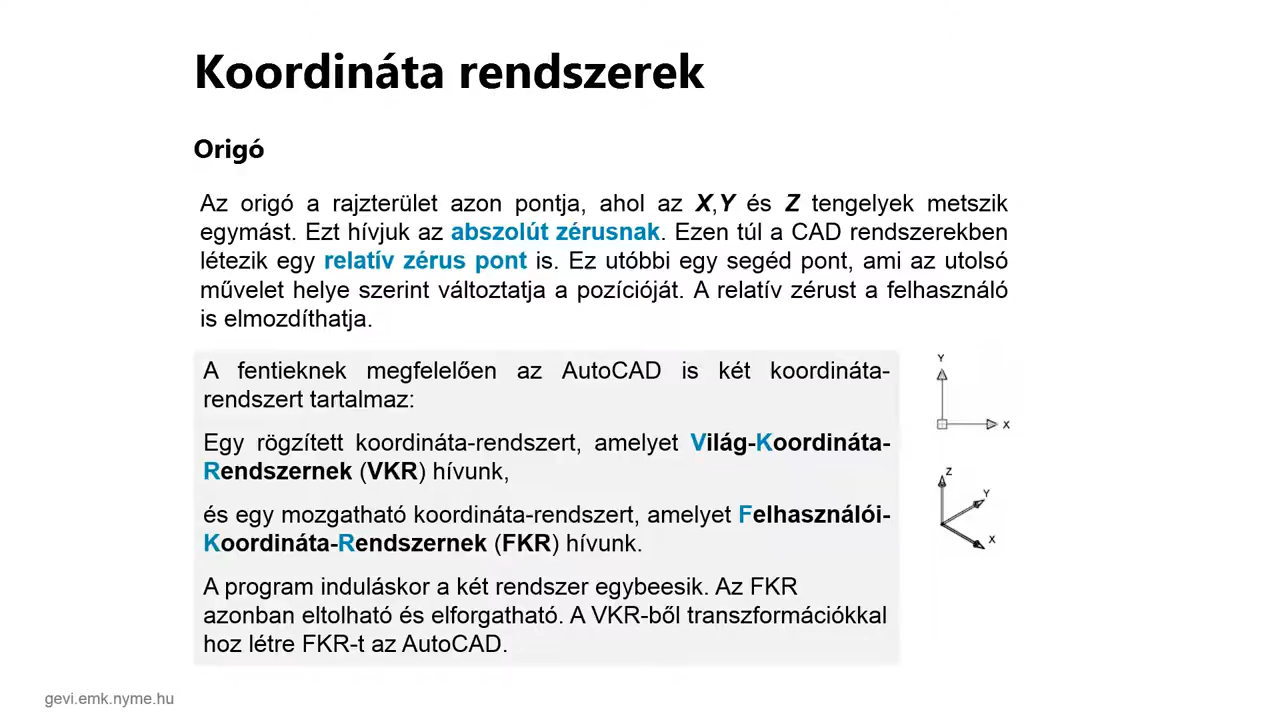 Koordináta rendszerek
Origó
Az origó a rajzterület azon pontja, ahol az X,Y és Z tengelyek metszik
egymást. Ezt hívjuk az abszolút zérusnak. Ezen túl a CAD rendszerekben
létezik egy relatív zérus pont is. Ez utóbbi egy segéd pont, ami az utolsó
művelet helye szerint változtatja a pozícióját. A relatív zérust a felhasználó
is elmozdíthatja.
A fentieknek megfelelően az AutoCAD is két koordináta-
rendszert tartalmaz:
Egy rögzített koordináta-rendszert, amelyet Világ-Koordináta-
Rendszernek (VKR) hívunk,
és egy mozgatható koordináta-rendszert, amelyet Felhasználói-
Koordináta-Rendszernek (FKR) hívunk.
A program induláskor a két rendszer egybeesik. Az FKR
azonban eltolható és elforgatható. A VKR-ből transzformációkkal
hoz létre FKR-t az AutoCAD.
Y
X
Z
Y
X
gevi.emk.nyme.hu